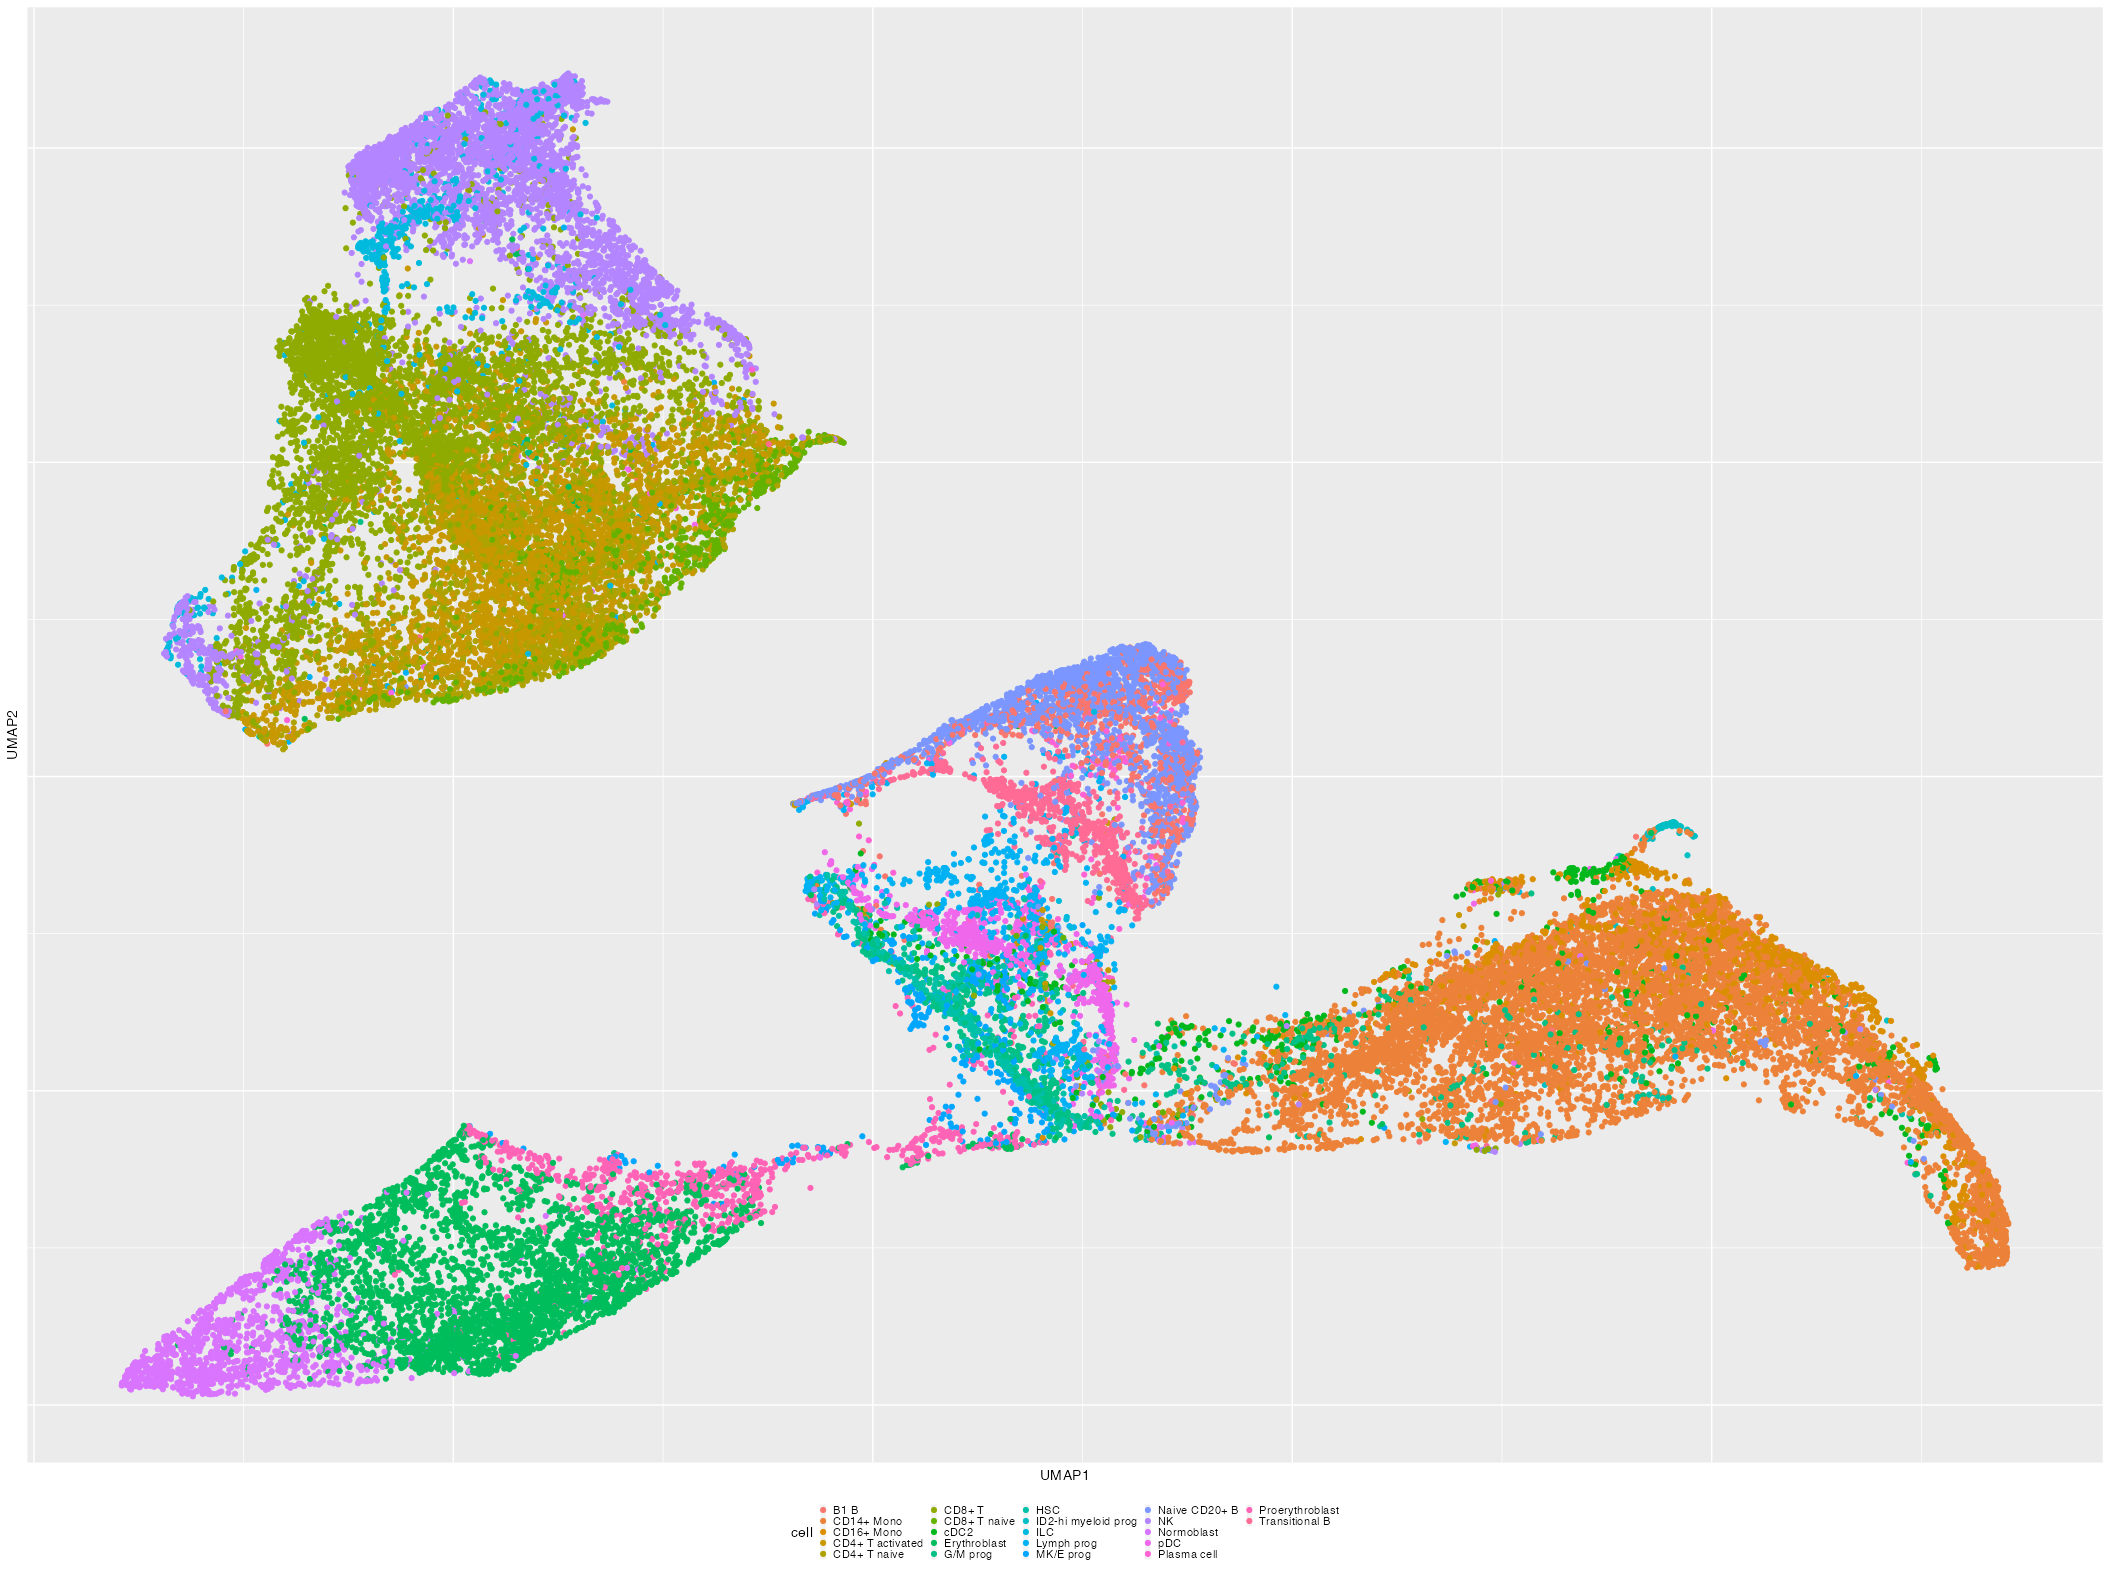 UMAP2
UMAP1
cell
B1 B
CD14+ Mono
CD16+ Mono
CD4+ T activated
CD4+ T naive
CD8+ T
CD8+ T naive
cDC2
Erythroblast
G/M prog
HSC
ID2-hi myeloid prog
ILC
Lymph prog
MK/E prog
Naive CD20+ B
NK
Normoblast
pDC
Plasma cell
Proerythroblast
Transitional B